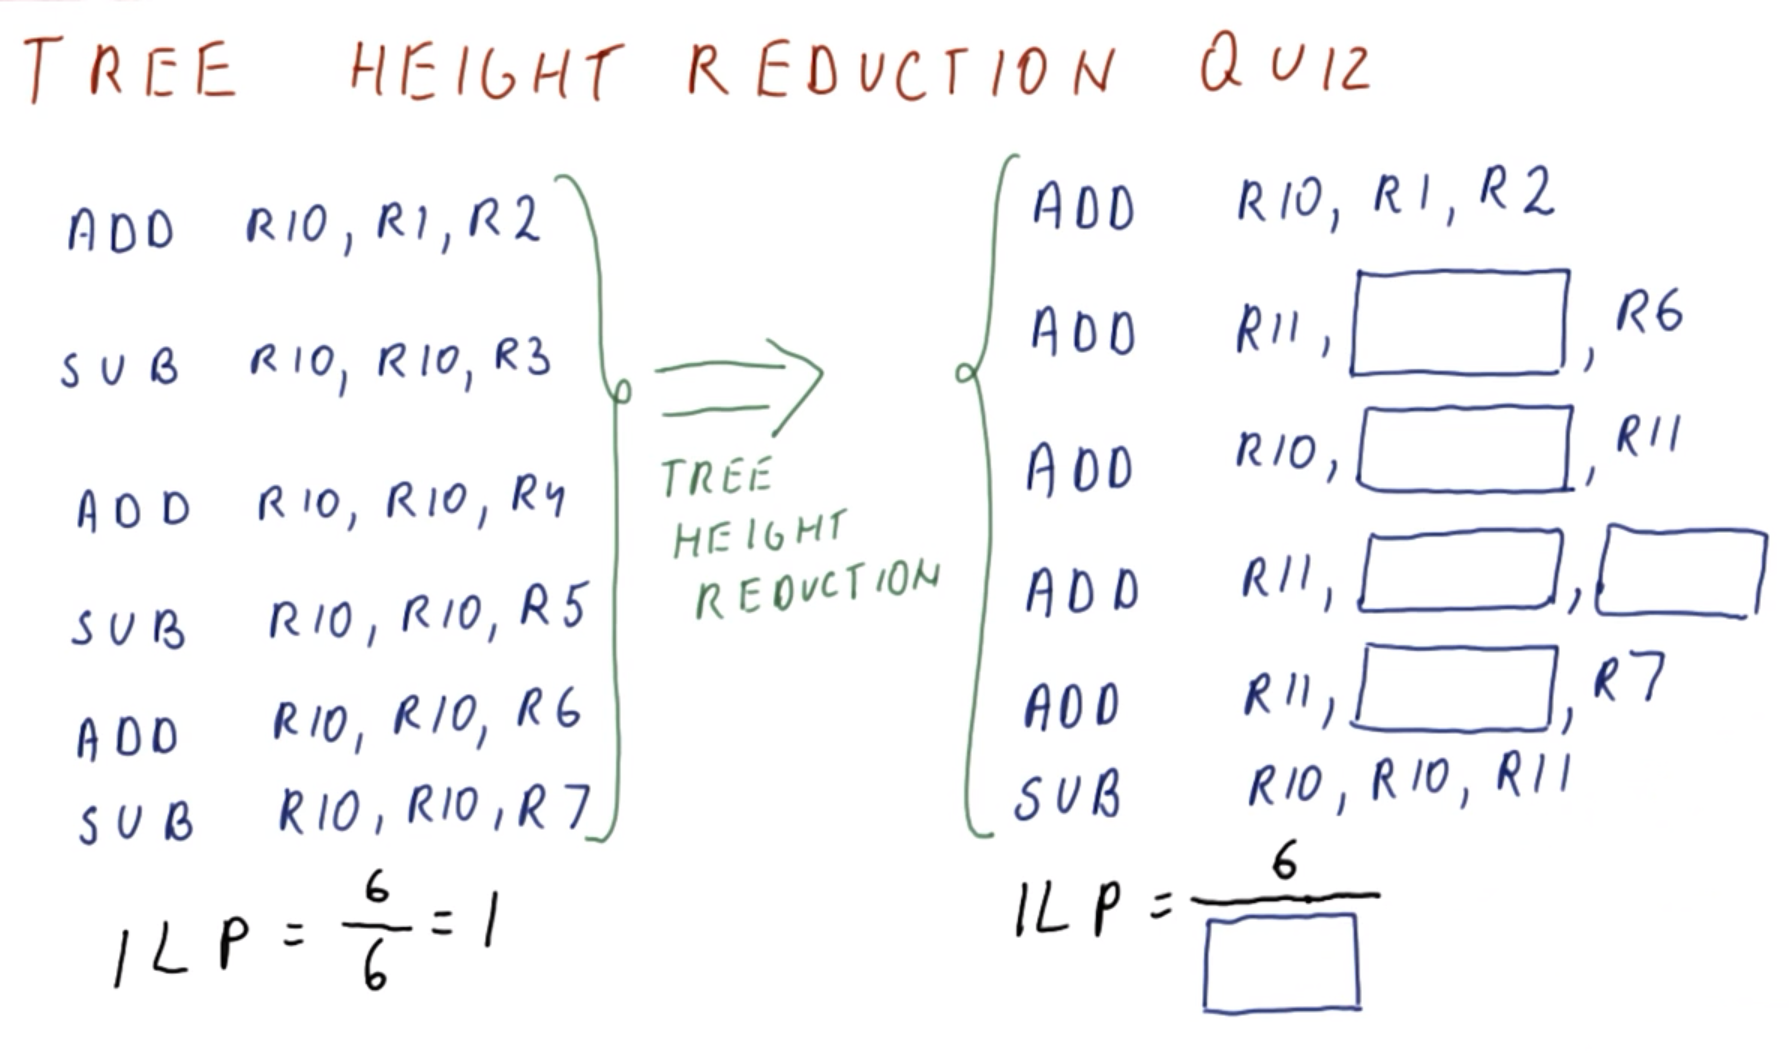 TREE HEIGHT REDUCTION QUIZ
ADD R10, R1, R2
SUB R10, R10, R3
ADD R10, R10, R4
SUB R10, R10, R5
ADD R10, R10, R6
SUB R10, R10, R7
ILP = 6/6 = 1
TREE
HEIGHT
REDUCTION
ADD R10, R1, R2
ADD R11, , R6
ADD R10, , R11
ADD R11, ,
ADD R11, , R7
SUB R10, R10, R11
ILP = 6/